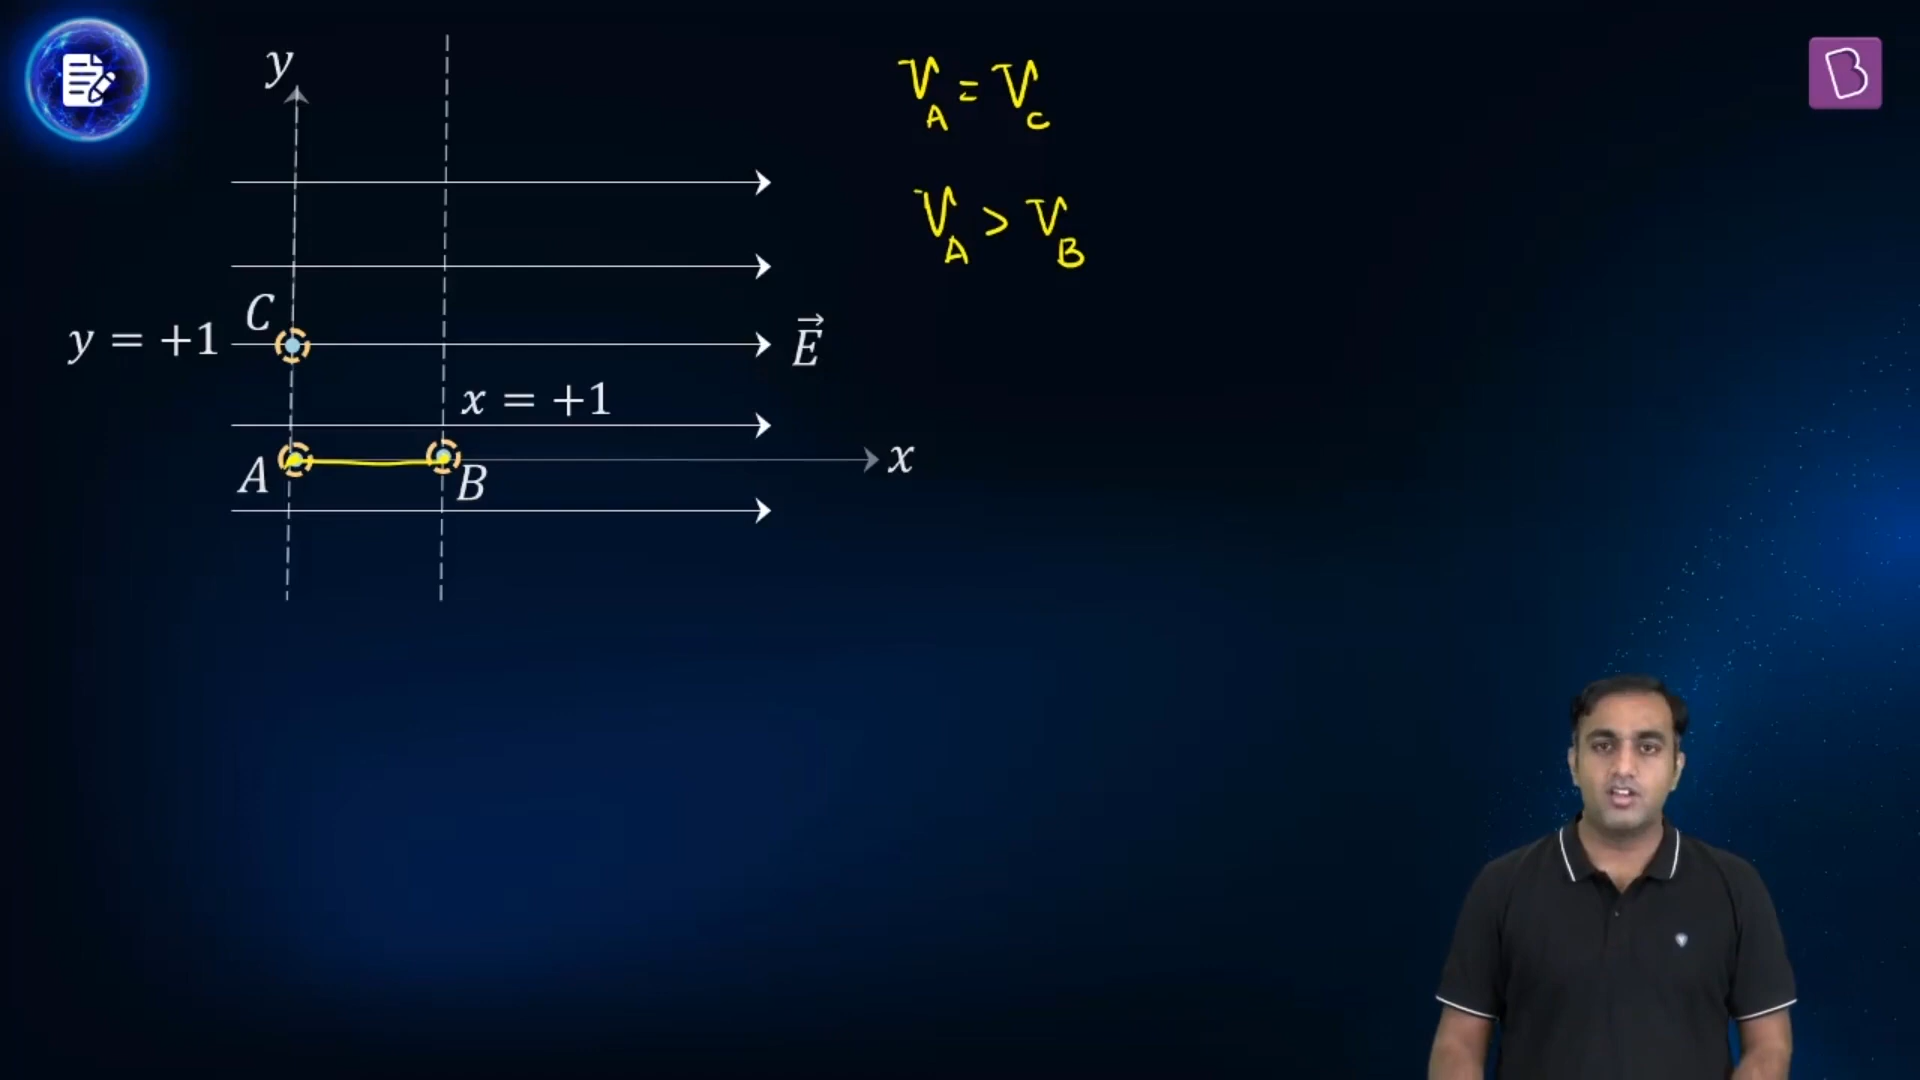 y
V_A = V_C
V_A > V_B
C
y = +1
E⃗
x = +1
A
B
x
B